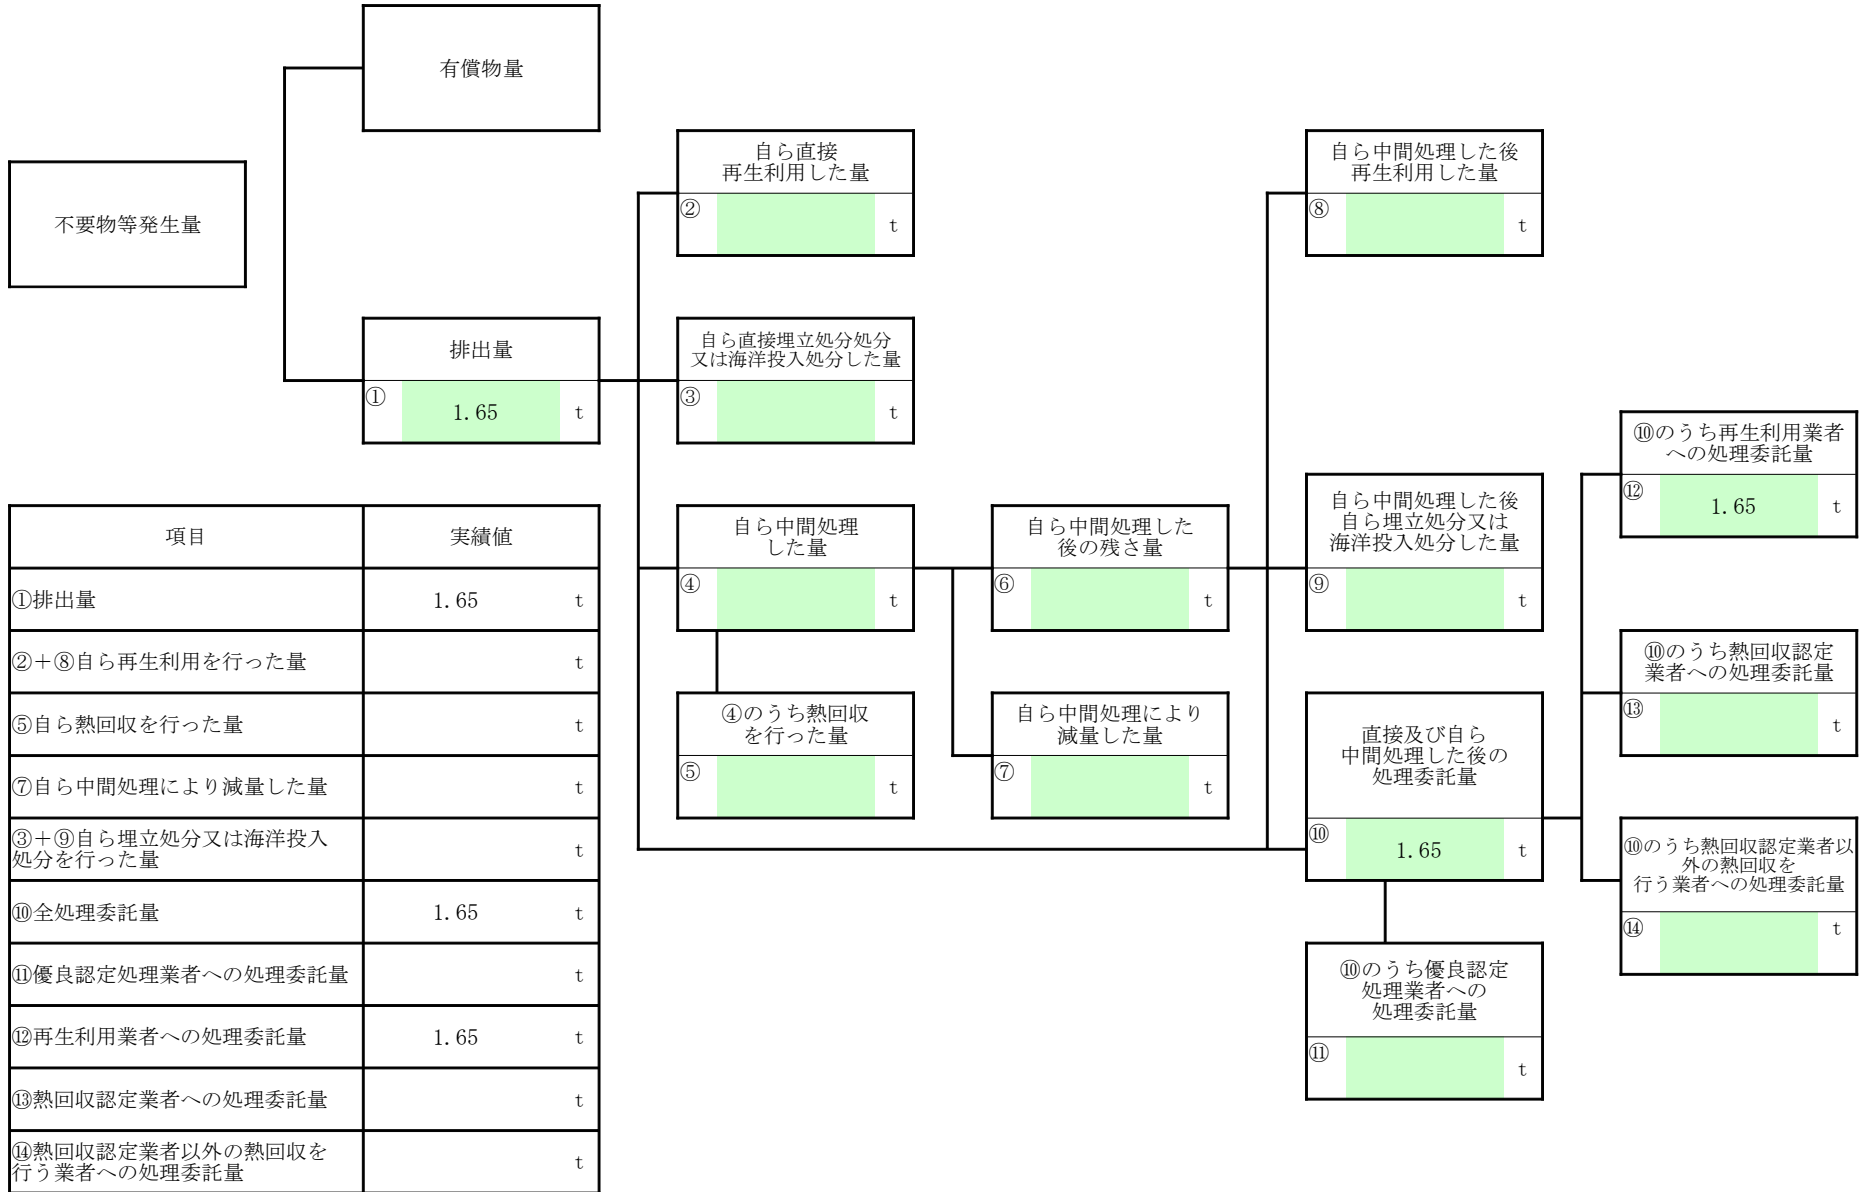 有償物量
不要物等発生量
排出量
①
1.65
t
自ら直接
再生利用した量
②
t
自ら直接埋立処分処分
又は海洋投入処分した量
③
t
自ら中間処理
した量
④
t
④のうち熱回収
を行った量
⑤
t
自ら中間処理した
後の残さ量
⑥
t
自ら中間処理により
減量した量
⑦
t
自ら中間処理した後
再生利用した量
⑧
t
自ら中間処理した後
自ら埋立処分又は
海洋投入処分した量
⑨
t
直接及び自ら
中間処理した後の
処理委託量
⑩
1.65
t
⑩のうち優良認定
処理業者への
処理委託量
⑪
t
⑩のうち再生利用業者
への処理委託量
⑫
1.65
t
⑩のうち熱回収認定
業者への処理委託量
⑬
t
⑩のうち熱回収認定業者以
外の熱回収を
行う業者への処理委託量
⑭
t
項目 実績値
①排出量 1.65 t
②＋⑧自ら再生利用を行った量 t
⑤自ら熱回収を行った量 t
⑦自ら中間処理により減量した量 t
③＋⑨自ら埋立処分又は海洋投入
処分を行った量 t
⑩全処理委託量 1.65 t
⑪優良認定処理業者への処理委託量 t
⑫再生利用業者への処理委託量 1.65 t
⑬熱回収認定業者への処理委託量 t
⑭熱回収認定業者以外の熱回収を
行う業者への処理委託量 t